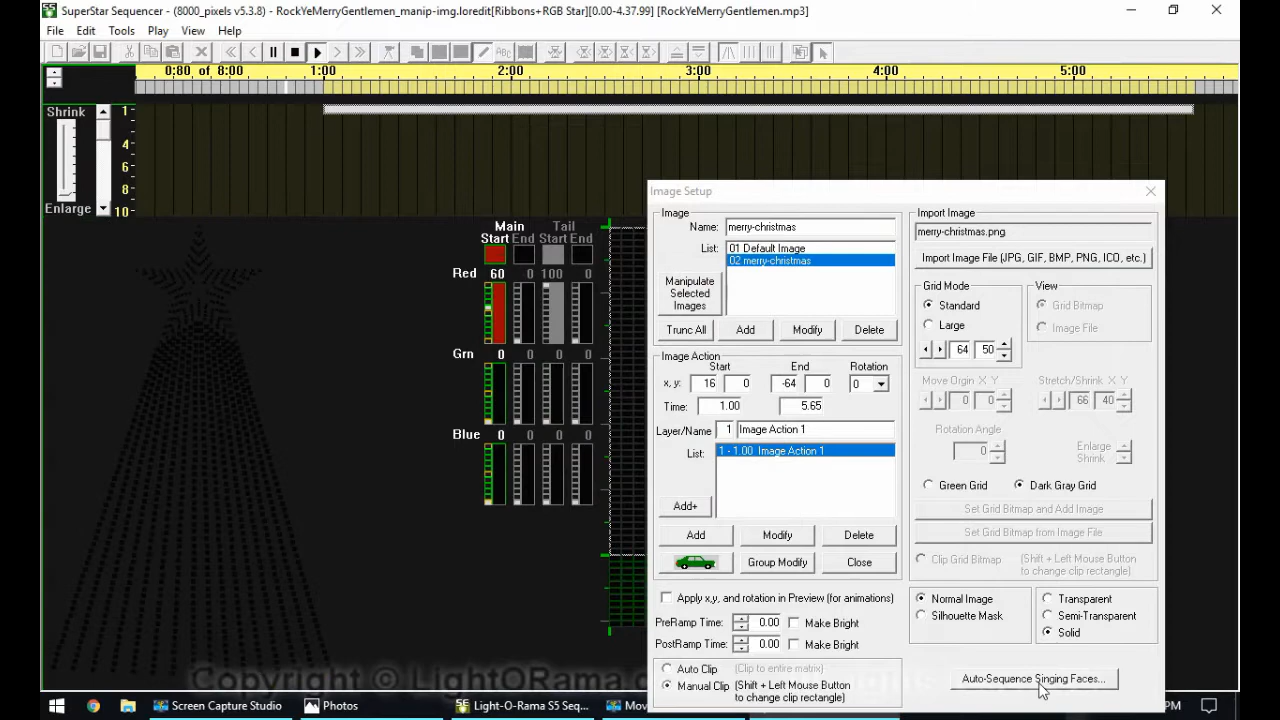 SuperStar Sequencer - (8000_pixels v5.3.8) - RockYeMerryGentlemen_manip-img.loredit[Ribbons+RGB Star][0.00-4.37.99] [RockYeMerryGentlemen.mp3]
File Edit Tools Play View Help
Abc
0:80 of 8:00 1:00 2:00 3:00 4:00 5:00
Shrink
Enlarge
1
4
6
8
10
Main Tail
Start End Start End
Red 60 0 100 0
Grn 0 0 0 0
Blue 0 0 0 0
Image Setup
Image
Name: merry-christmas
List: 01 Default Image
02 merry-christmas
Manipulate
Selected
Images
Trunc All Add Modify Delete
Image Action
Start End Rotation
x, y: 16 0 -64 0 0
Time: 1.00 5.65
Layer/Name 1 Image Action 1
List: 1 - 1.00 Image Action 1
Add+
Add Modify Delete
Group Modify Close
Apply x,y, and rotation in Preview (for animations)
PreRamp Time: 0.00 Make Bright
PostRamp Time: 0.00 Make Bright
Auto Clip (Clip to entire matrix)
Manual Clip (Shift + Left Mouse Button
to change clip rectangle)
Import Image
merry-christmas.png
Import Image File (JPG, GIF, BMP, PNG, ICO, etc.)
Grid Mode
Standard
Large
64 50
View
Grid Bitmap
Image File
Move Orgin X Y Stretch/Shrink X Y
0 0 66 40
Rotation Angle
0
Enlarge
Shrink
Green Grid Dark Gray Grid
Set Grid Bitmap and Add Image
Set Grid Bitmap from Image File
Clip Grid Bitmap (Shift + Left Mouse Button
to change clip rectangle)
Normal Image
Silhouette Mask
Transparent
Semi-Transparent
Solid
Auto-Sequence Singing Faces...
Copyright © LightORama.com
Screen Capture Studio Photos Light-O-Rama S5 Seq... Mov
PM